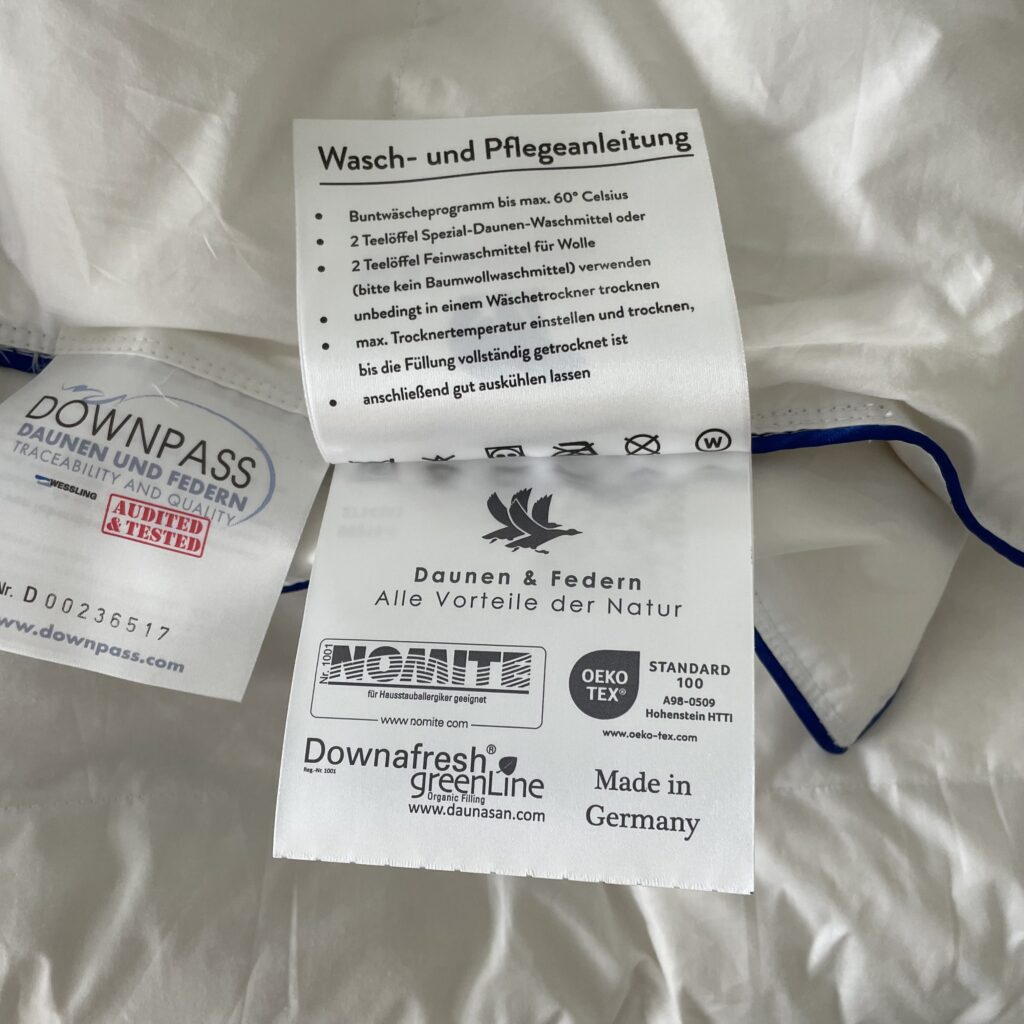 Wasch- und Pflegeanleitung
• Buntwäscheprogramm bis max. 60° Celsius
• 2 Teelöffel Spezial-Daunen-Waschmittel oder
• 2 Teelöffel Feinwaschmittel für Wolle
(bitte kein Baumwollwaschmittel) verwenden
• unbedingt in einem Wäschetrockner trocknen
• max. Trocknertemperatur einstellen und trocknen,
bis die Füllung vollständig getrocknet ist
• anschließend gut auskühlen lassen
W
DOWNPASS
DAUNEN UND FEDERN
TRACEABILITY AND QUALITY
WESSLING
AUDITED
& TESTED
Nr. D 00236517
www.downpass.com
Daunen & Federn
Alle Vorteile der Natur
Nr. 1001
NOMITE
für Hausstauballergiker geeignet
www.nomite.com
OEKO
TEX®
STANDARD
100
A98-0509
Hohenstein HTTI
www.oeko-tex.com
Downafresh®
Reg.-Nr. 1001
greenLine
Organic Filling
www.daunasan.com
Made in
Germany